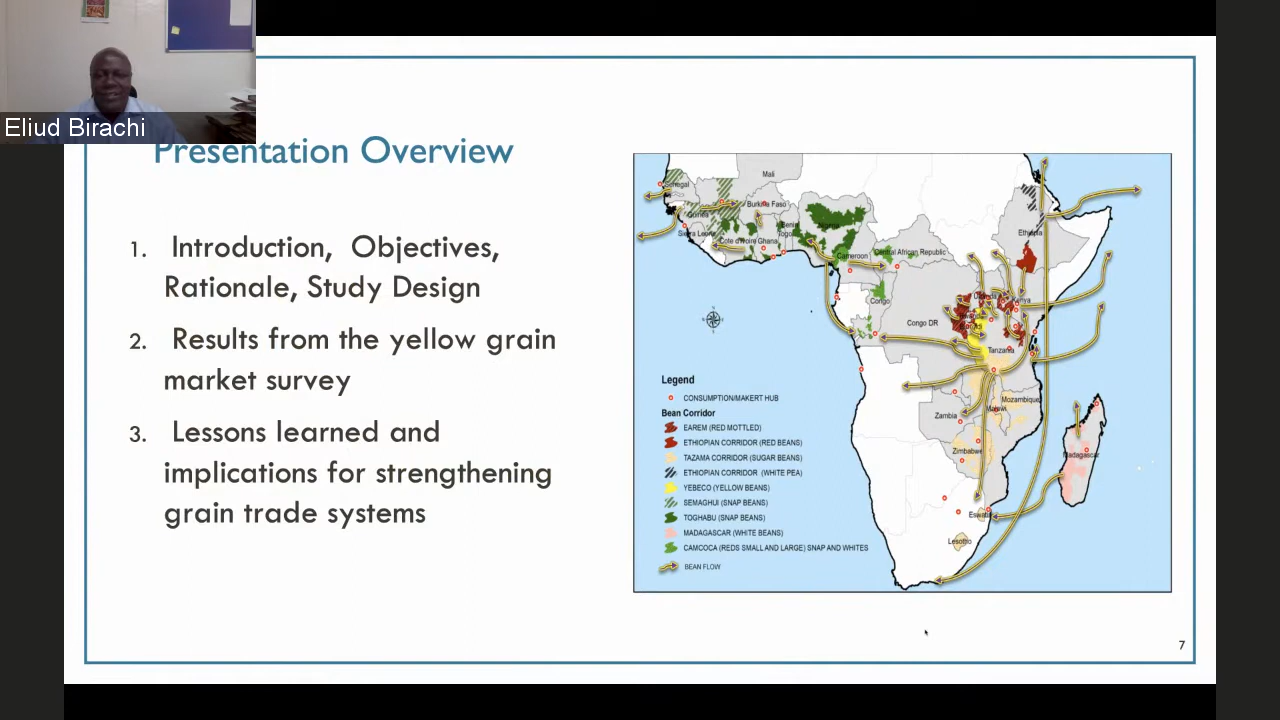 Eliud Birachi
Presentation Overview
1. Introduction, Objectives,
Rationale, Study Design
2. Results from the yellow grain
market survey
3. Lessons learned and
implications for strengthening
grain trade systems
Senegal
Mali
Guinea
Burkina Faso
Sierra Leone
Cote d'Ivoire Ghana
Togo
Benin
Cameroon
Central African Republic
Ethiopia
Congo
Congo DR
Kenya
Tanzania
Zambia
Malawi
Mozambique
Zimbabwe
Madagascar
Lesotho
Legend
CONSUMPTION/MAKERT HUB
Bean Corridor
EAREM (RED MOTTLED)
ETHIOPIAN CORRIDOR (RED BEANS)
TAZAMA CORRIDOR (SUGAR BEANS)
ETHIOPIAN CORRIDOR (WHITE PEA)
YEBECO (YELLOW BEANS)
SEMAGHUI (SNAP BEANS)
TOGHABU (SNAP BEANS)
MADAGASCAR (WHITE BEANS)
CAMCOCA (REDS SMALL AND LARGE) SNAP AND WHITES
BEAN FLOW
7